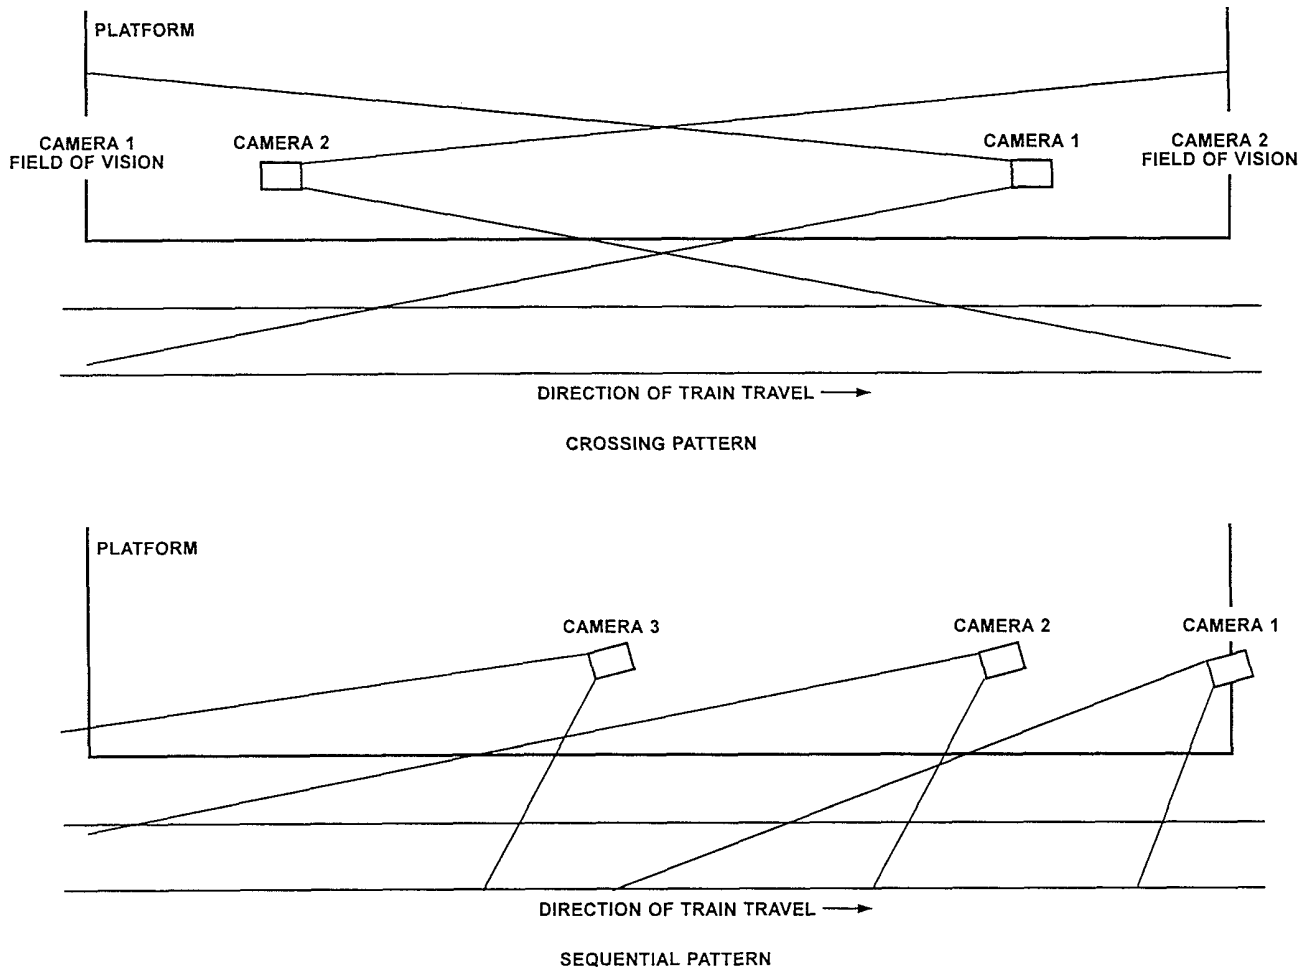 PLATFORM
CAMERA 1
FIELD OF VISION
CAMERA 2
CAMERA 1
CAMERA 2
FIELD OF VISION
DIRECTION OF TRAIN TRAVEL
CROSSING PATTERN
PLATFORM
CAMERA 3
CAMERA 2
CAMERA 1
DIRECTION OF TRAIN TRAVEL
SEQUENTIAL PATTERN